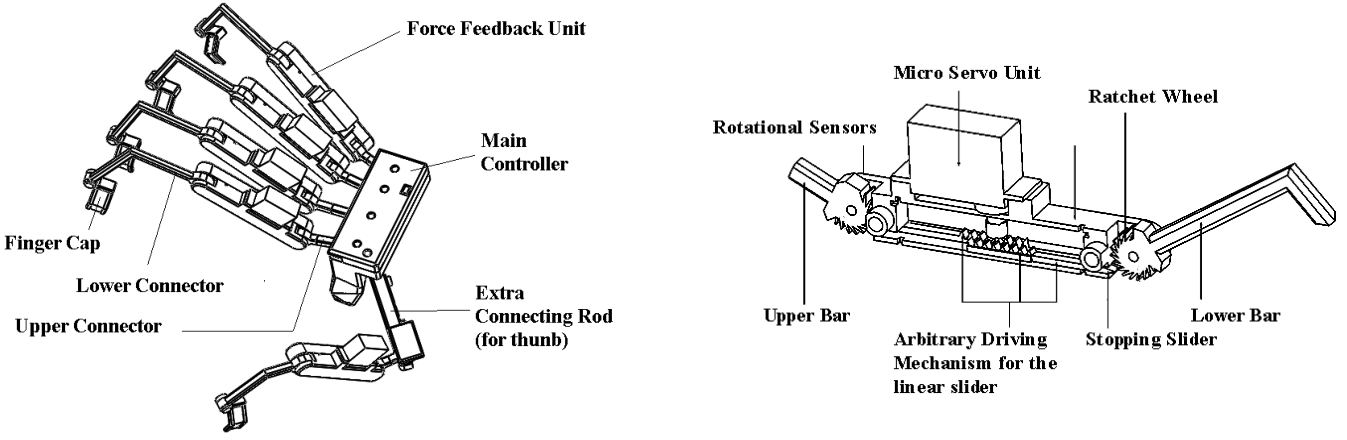 Force Feedback Unit
Main
Controller
Finger Cap
Lower Connector
Upper Connector
Extra
Connecting Rod
(for thunb)
Micro Servo Unit
Ratchet Wheel
Rotational Sensors
Upper Bar
Arbitrary Driving
Mechanism for the
linear slider
Stopping Slider
Lower Bar